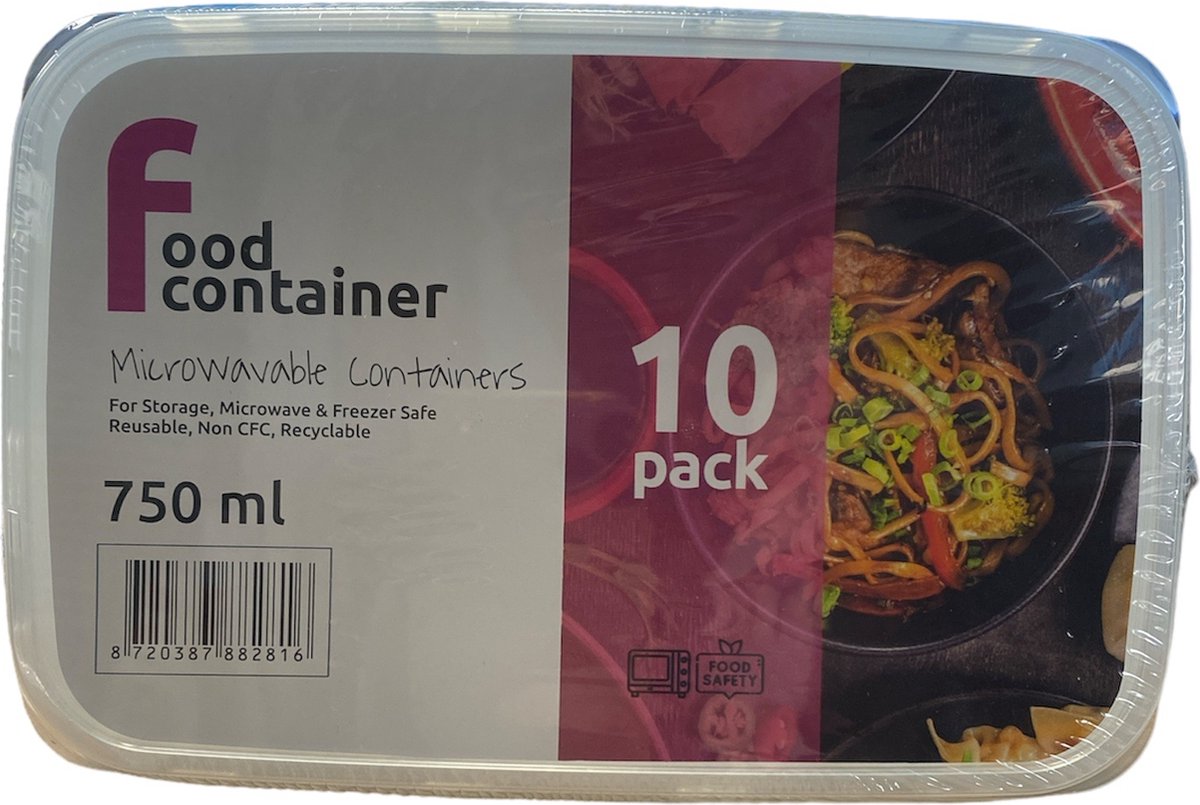 food
container
Microwavable Containers
For Storage, Microwave & Freezer Safe
Reusable, Non CFC, Recyclable
750 ml
8 720387 882816
10
pack
FOOD
SAFETY